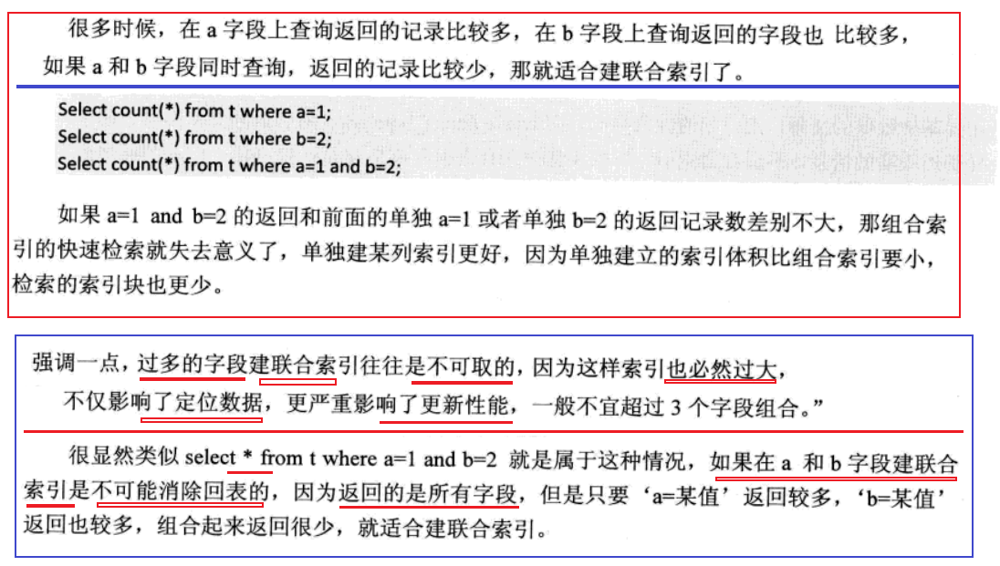 很多时候，在 a 字段上查询返回的记录比较多，在 b 字段上查询返回的字段也 比较多，
如果 a 和 b 字段同时查询，返回的记录比较少，那就适合建联合索引了。
Select count(*) from t where a=1;
Select count(*) from t where b=2;
Select count(*) from t where a=1 and b=2;
如果 a=1 and b=2 的返回和前面的单独 a=1 或者单独 b=2 的返回记录数差别不大，那组合索
引的快速检索就失去意义了，单独建某列索引更好，因为单独建立的索引体积比组合索引要小，
检索的索引块也更少。
强调一点，过多的字段建联合索引往往是不可取的，因为这样索引也必然过大，
不仅影响了定位数据，更严重影响了更新性能，一般不宜超过 3 个字段组合。”
很显然类似 select * from t where a=1 and b=2 就是属于这种情况，如果在 a 和 b 字段建联合
索引是不可能消除回表的，因为返回的是所有字段，但是只要‘a=某值’返回较多，‘b=某值’
返回也较多，组合起来返回很少，就适合建联合索引。